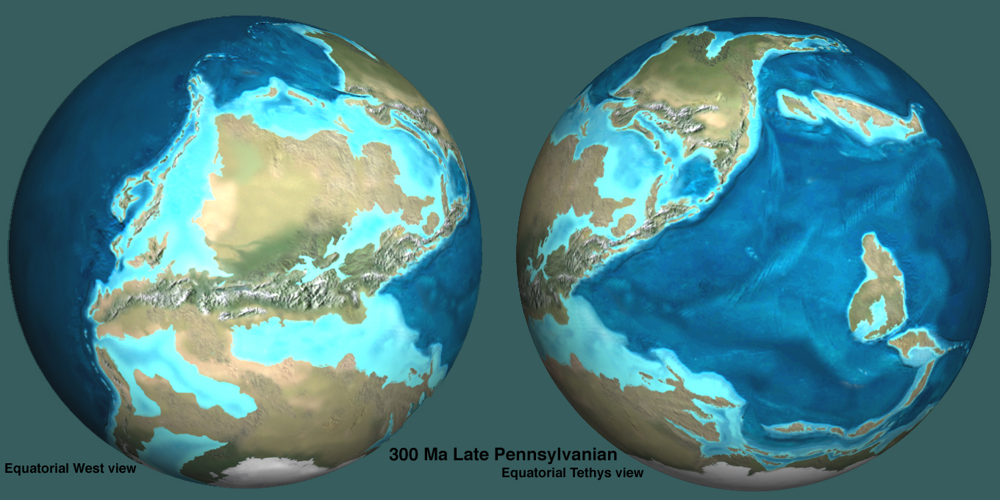 300 Ma Late Pennsylvanian
Equatorial West view
Equatorial Tethys view